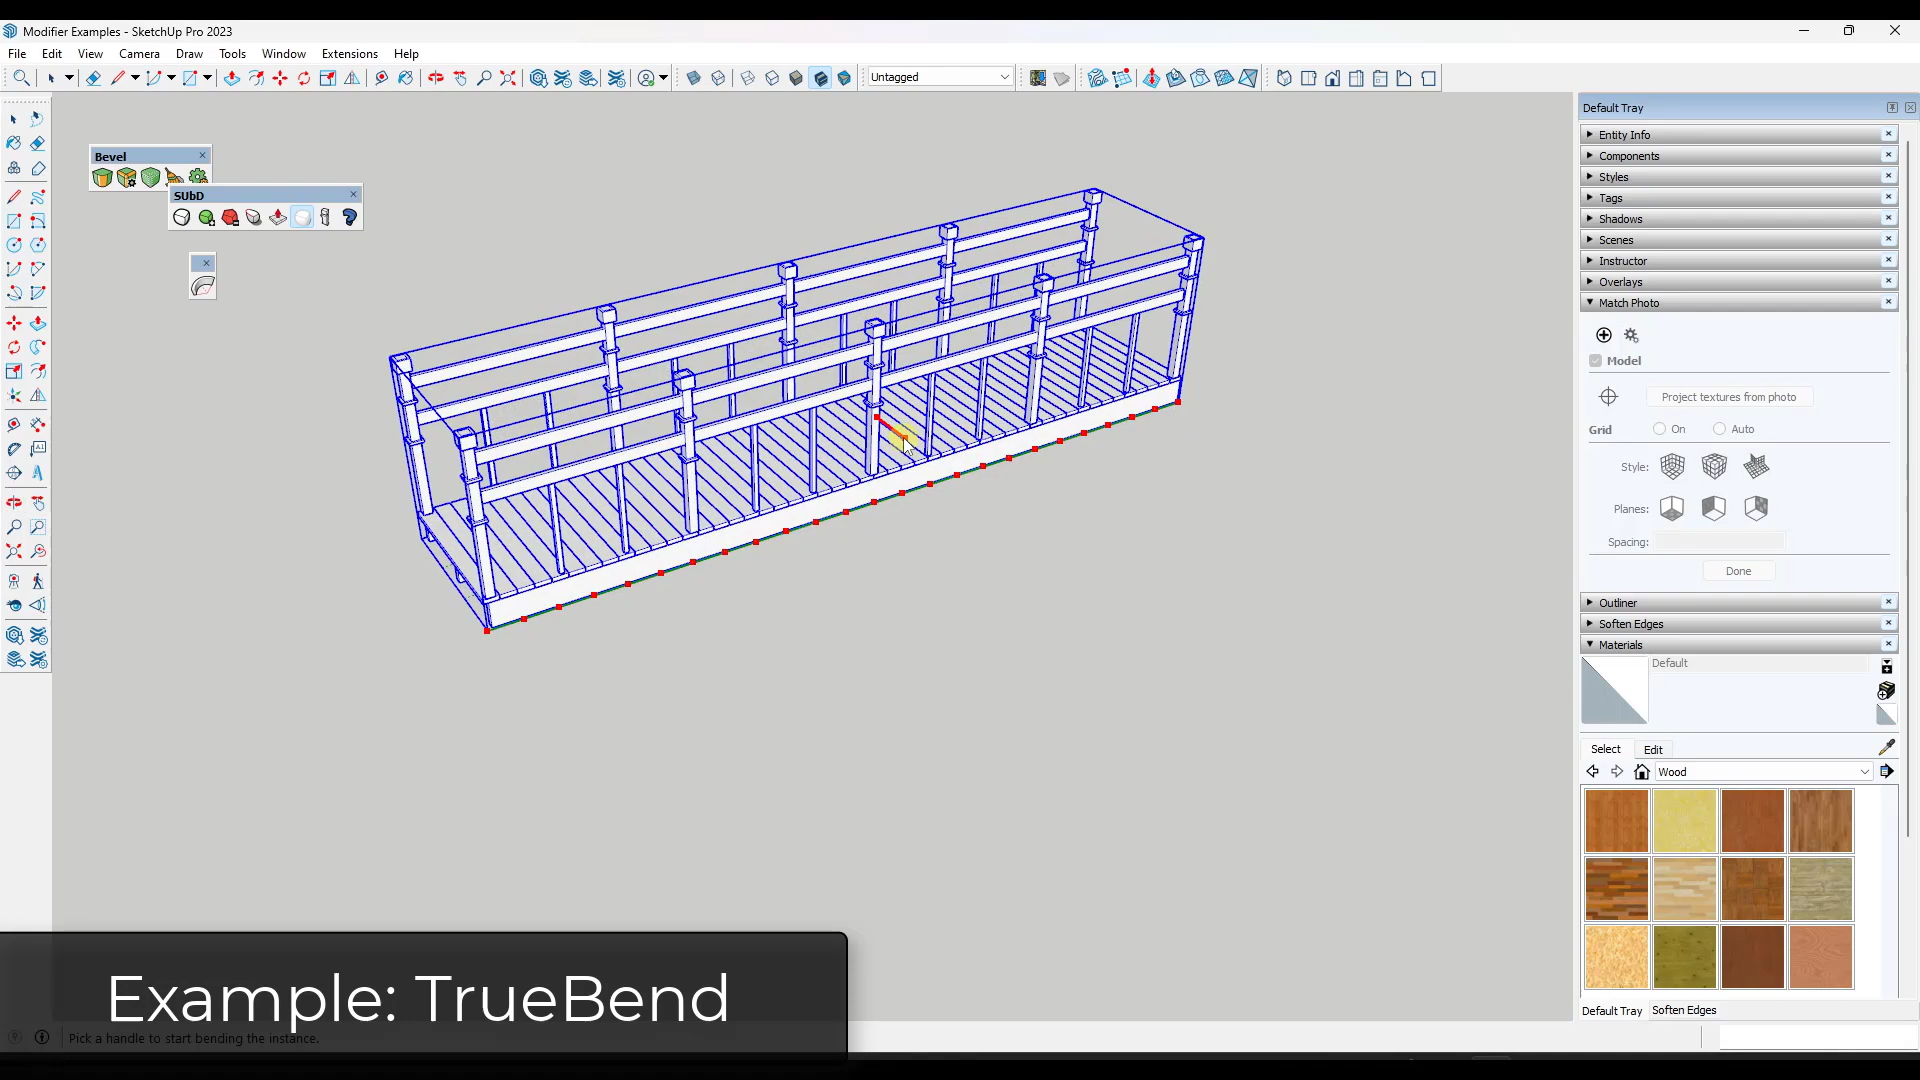 Modifier Examples - SketchUp Pro 2023
File Edit View Camera Draw Tools Window Extensions Help
Untagged
Default Tray
Bevel
SUbD
Entity Info
Components
Styles
Tags
Shadows
Scenes
Instructor
Overlays
Match Photo
Model
Project textures from photo
Grid On Auto
Style:
Planes:
Spacing:
Done
Outliner
Soften Edges
Materials
Default
Select Edit
Wood
Default Tray Soften Edges
Example: TrueBend
Pick a handle to start bending the instance.